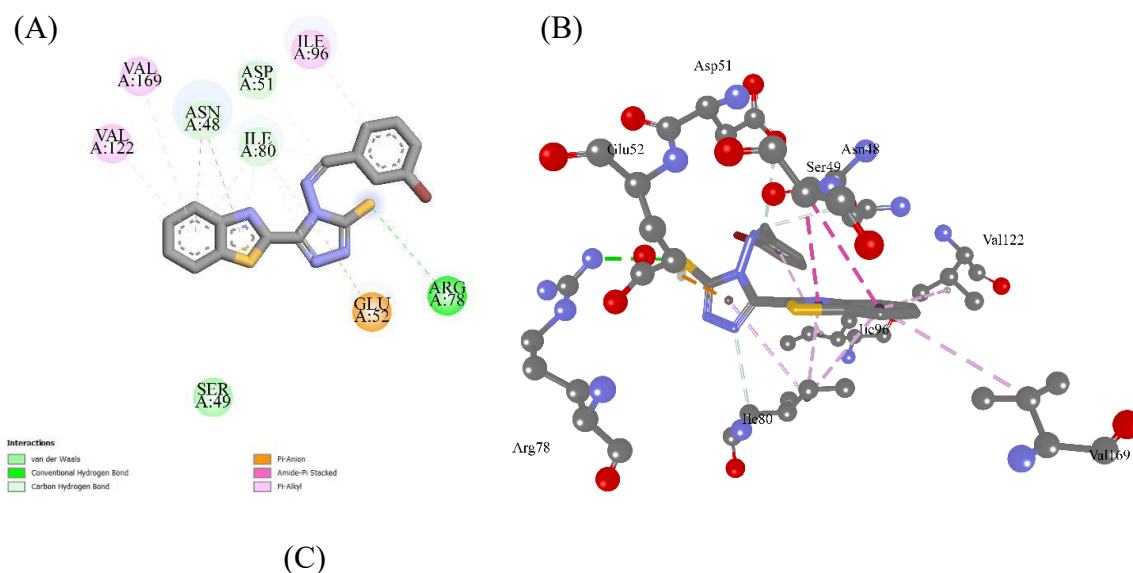 (A)
(B)
ILE
A:96
VAL
A:169
ASP
A:51
ASN
A:48
ILE
A:80
VAL
A:122
GLU
A:52
ARG
A:78
SER
A:49
Interactions
van der Waals
Conventional Hydrogen Bond
Carbon Hydrogen Bond
Pi-Anion
Amide-Pi Stacked
Pi-Alkyl
Asp51
Glu52
Asn48
Ser49
Val122
Ile96
Ile80
Arg78
Val169
(C)